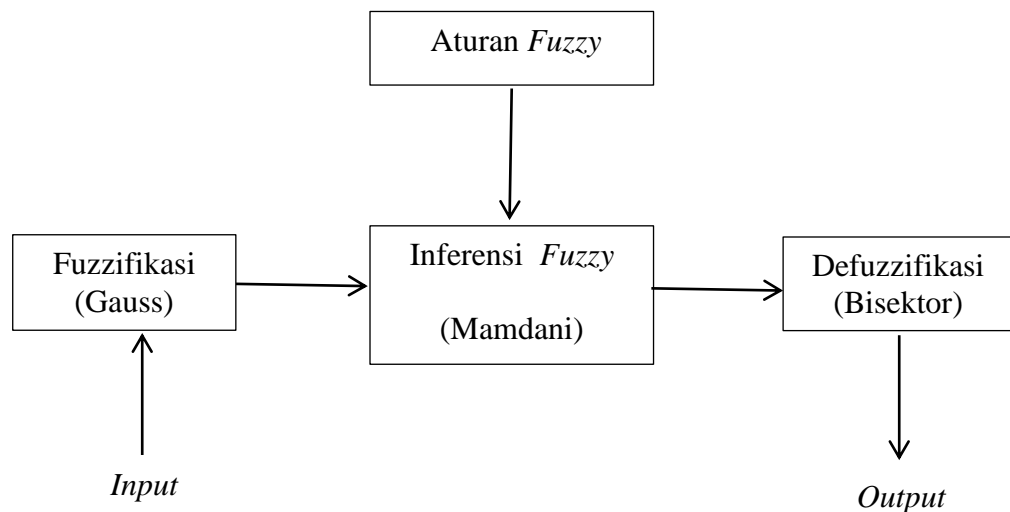 Aturan Fuzzy
Fuzzifikasi
(Gauss)
Inferensi Fuzzy
(Mamdani)
Defuzzifikasi
(Bisektor)
Input
Output